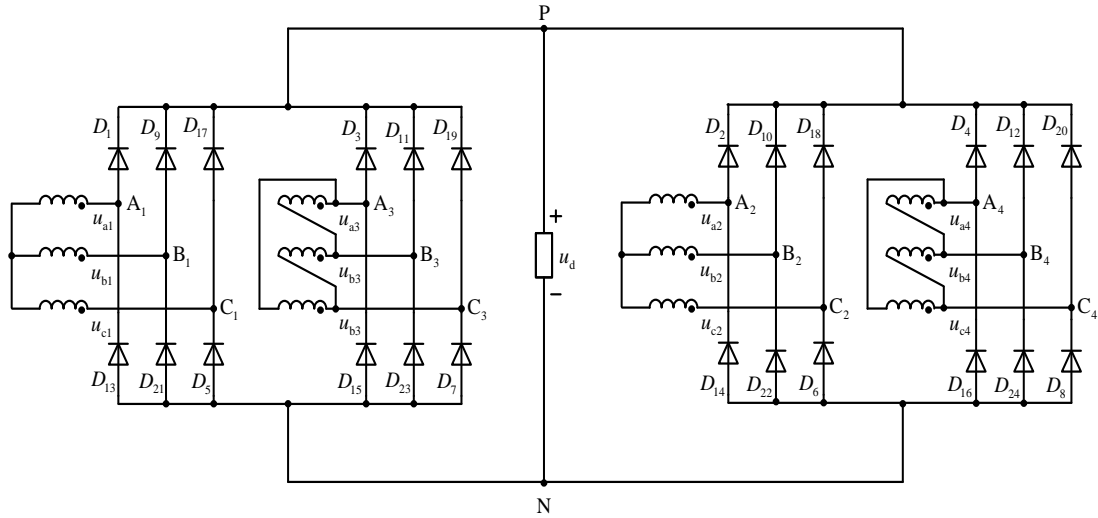 P
D1 D9 D17 D3 D11 D19 D2 D10 D18 D4 D12 D20
A1 A3 A2 A4
+
ua1 ua3 ua2 ua4
B1 B3 ud B2 B4
ub1 ub3 ub2 ub4
−
C1 C3 C2 C4
uc1 ub3 uc2 uc4
D13 D21 D5 D15 D23 D7 D14 D22 D6 D16 D24 D8
N